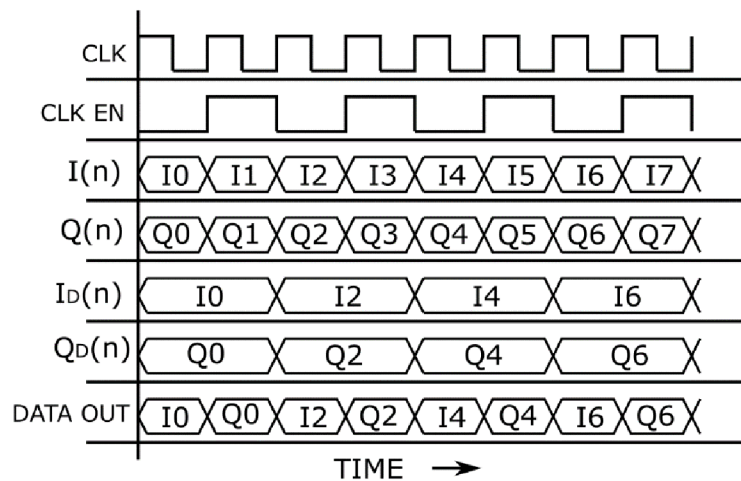 CLK
CLK EN
I(n) I0 I1 I2 I3 I4 I5 I6 I7
Q(n) Q0 Q1 Q2 Q3 Q4 Q5 Q6 Q7
ID(n) I0 I2 I4 I6
QD(n) Q0 Q2 Q4 Q6
DATA OUT I0 Q0 I2 Q2 I4 Q4 I6 Q6
TIME